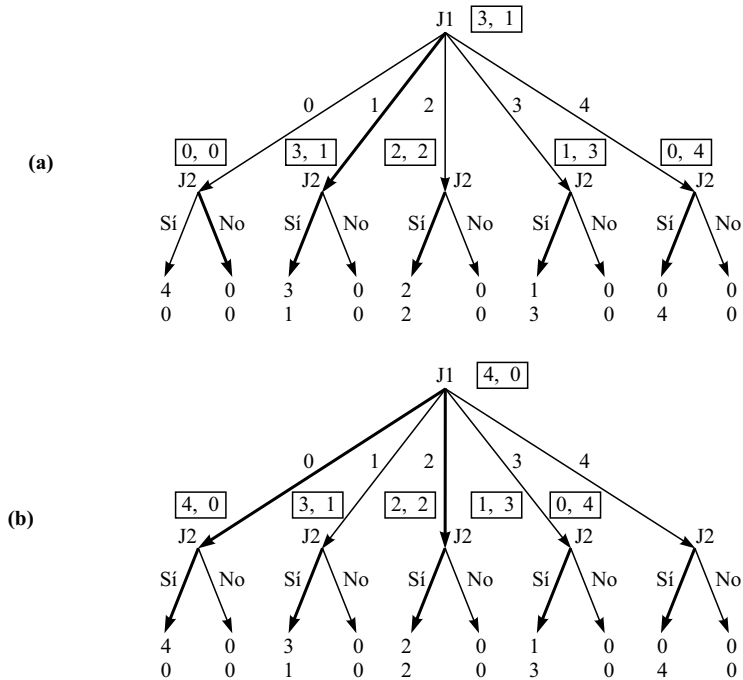 J1 3, 1
0 1 2 3 4
(a)
0, 0 3, 1 2, 2 1, 3 0, 4
J2 J2 J2 J2 J2
Sí No Sí No Sí No Sí No Sí No
4 0 3 0 2 0 1 0 0 0
0 0 1 0 2 0 3 0 4 0
J1 4, 0
0 1 2 3 4
(b)
4, 0 3, 1 2, 2 1, 3 0, 4
J2 J2 J2 J2 J2
Sí No Sí No Sí No Sí No Sí No
4 0 3 0 2 0 1 0 0 0
0 0 1 0 2 0 3 0 4 0